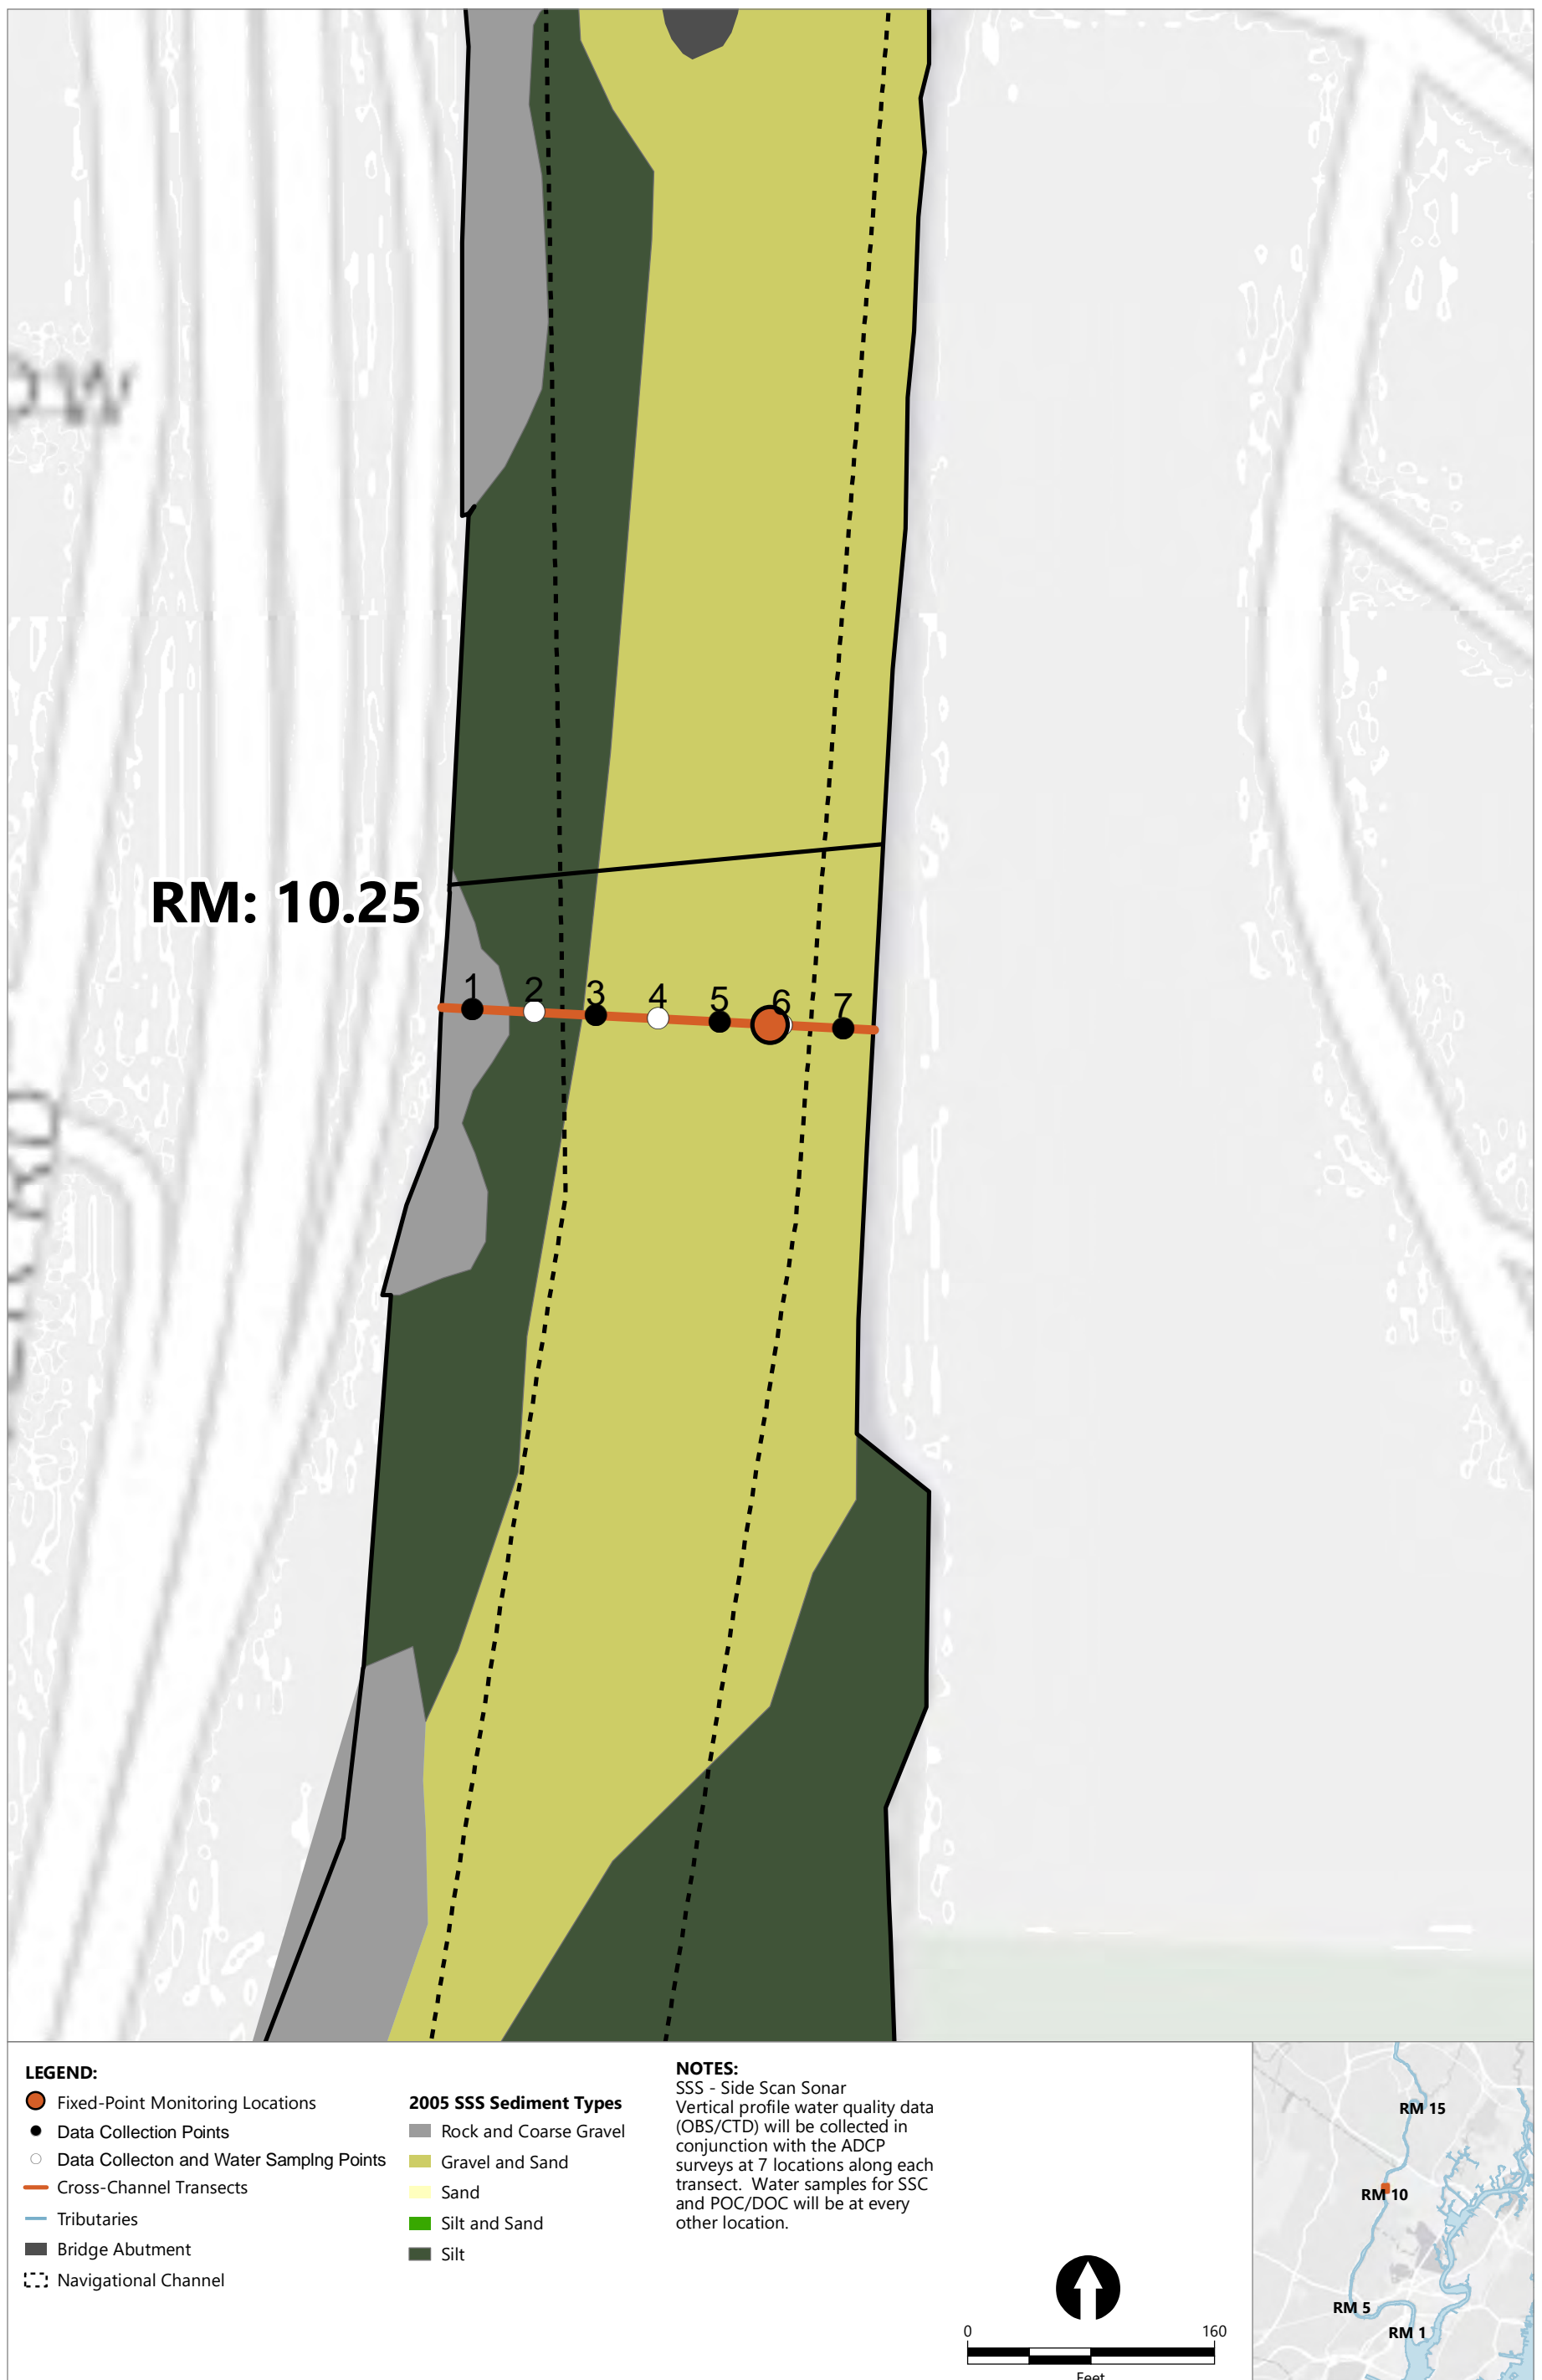 RM: 10.25
1 2 3 4 5 6 7
LEGEND:
Fixed-Point Monitoring Locations
Data Collection Points
Data Collecton and Water Samplng Points
Cross-Channel Transects
Tributaries
Bridge Abutment
Navigational Channel
2005 SSS Sediment Types
Rock and Coarse Gravel
Gravel and Sand
Sand
Silt and Sand
Silt
NOTES:
SSS - Side Scan Sonar
Vertical profile water quality data
(OBS/CTD) will be collected in
conjunction with the ADCP
surveys at 7 locations along each
transect. Water samples for SSC
and POC/DOC will be at every
other location.
0 160
Feet
RM 15
RM 10
RM 5
RM 1